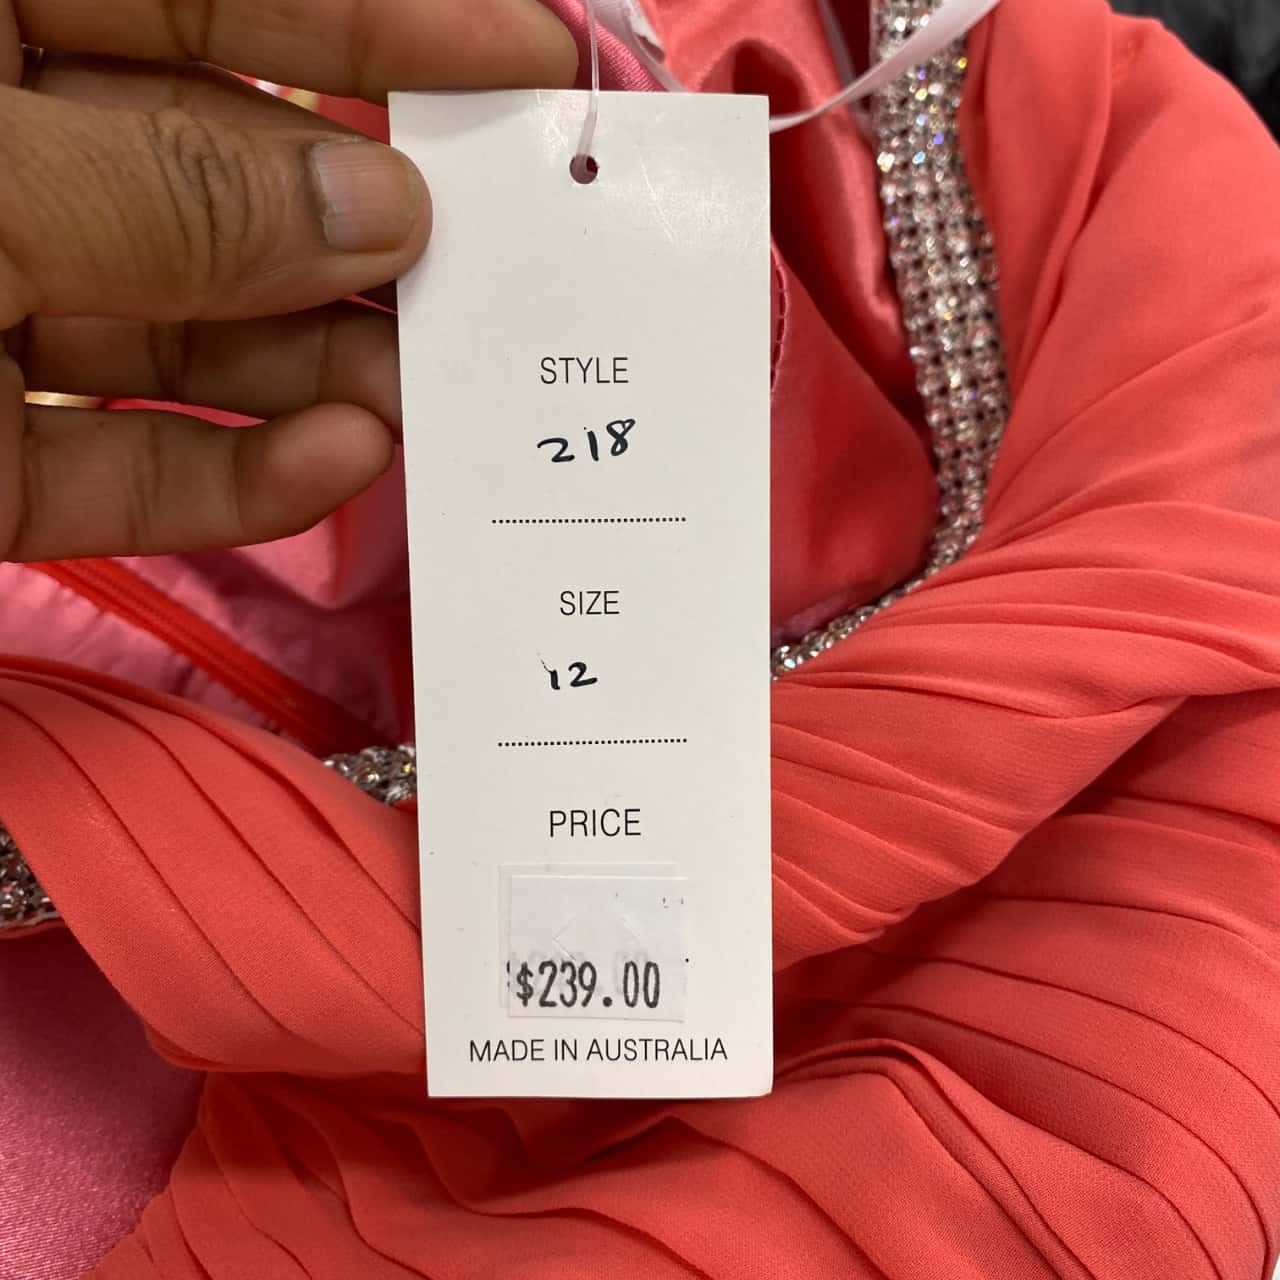 STYLE
218
SIZE
12
PRICE
$239.00
MADE IN AUSTRALIA